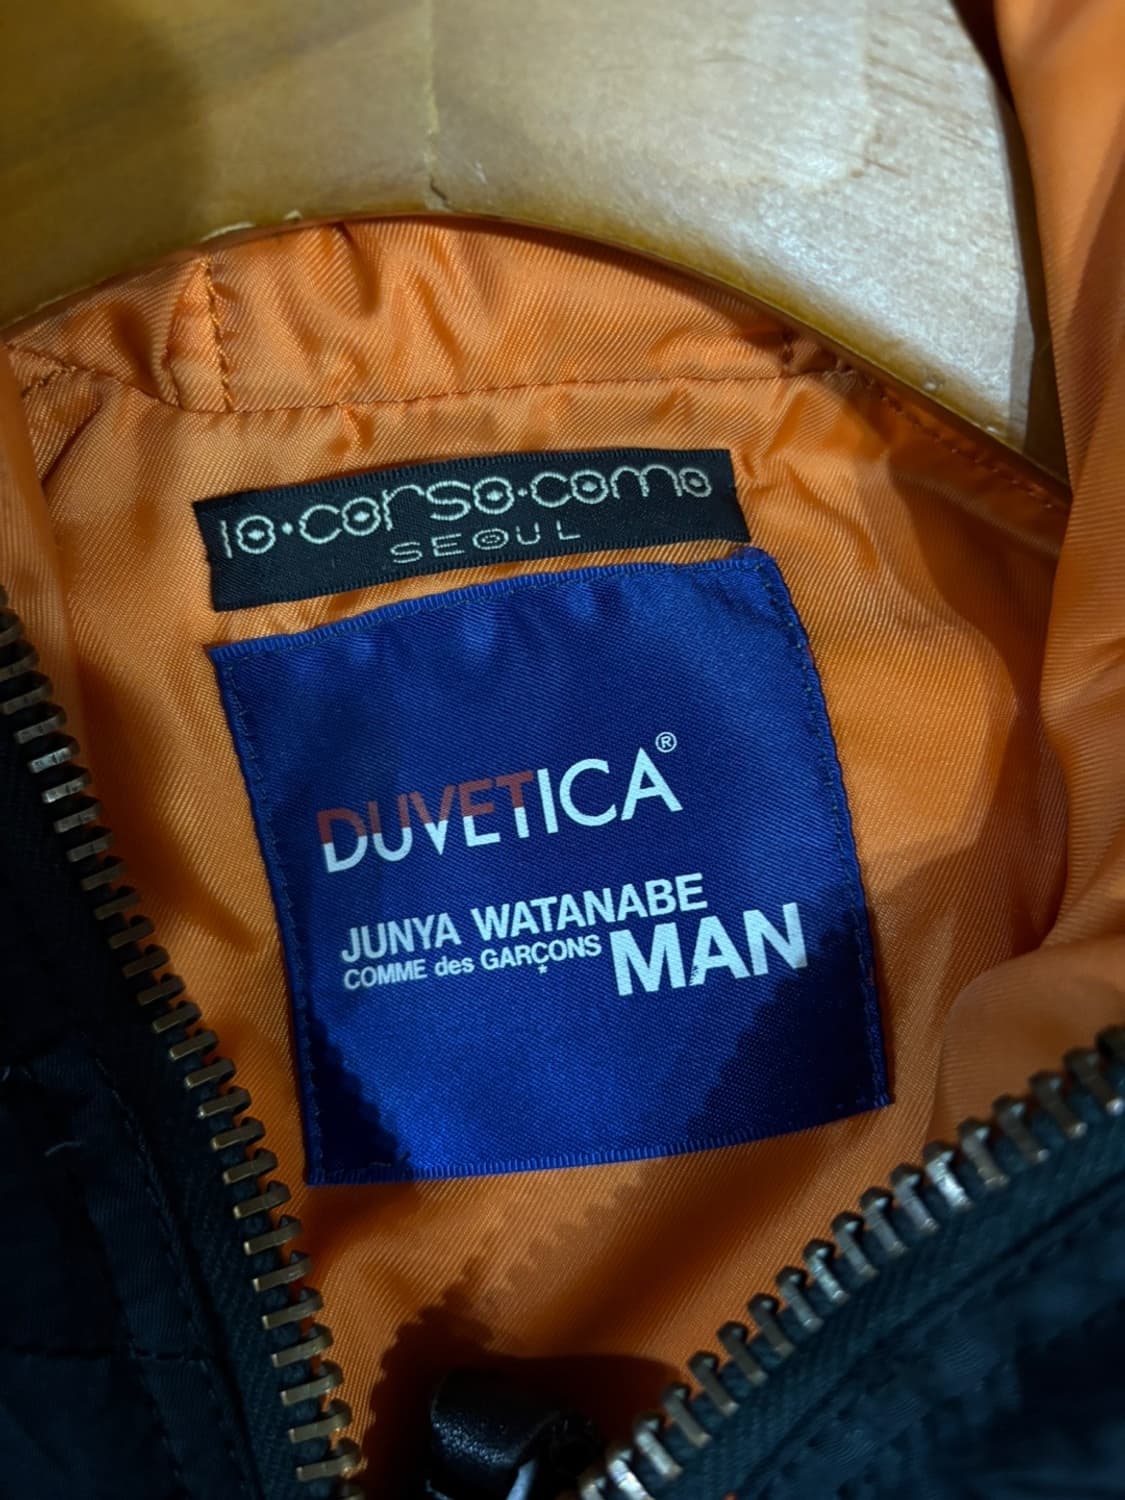 10·corso·como
SEOUL
DUVETICA®
JUNYA WATANABE
COMME des GARÇONS MAN
*